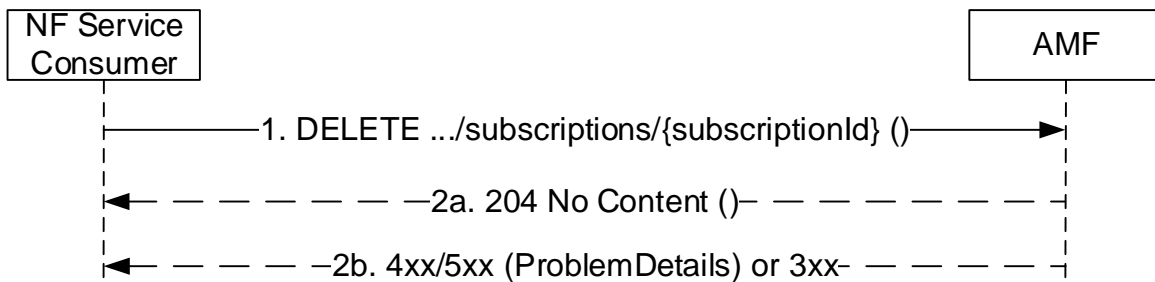 NF Service
Consumer
AMF
1. DELETE .../subscriptions/{subscriptionId} ()
2a. 204 No Content ()
2b. 4xx/5xx (ProblemDetails) or 3xx